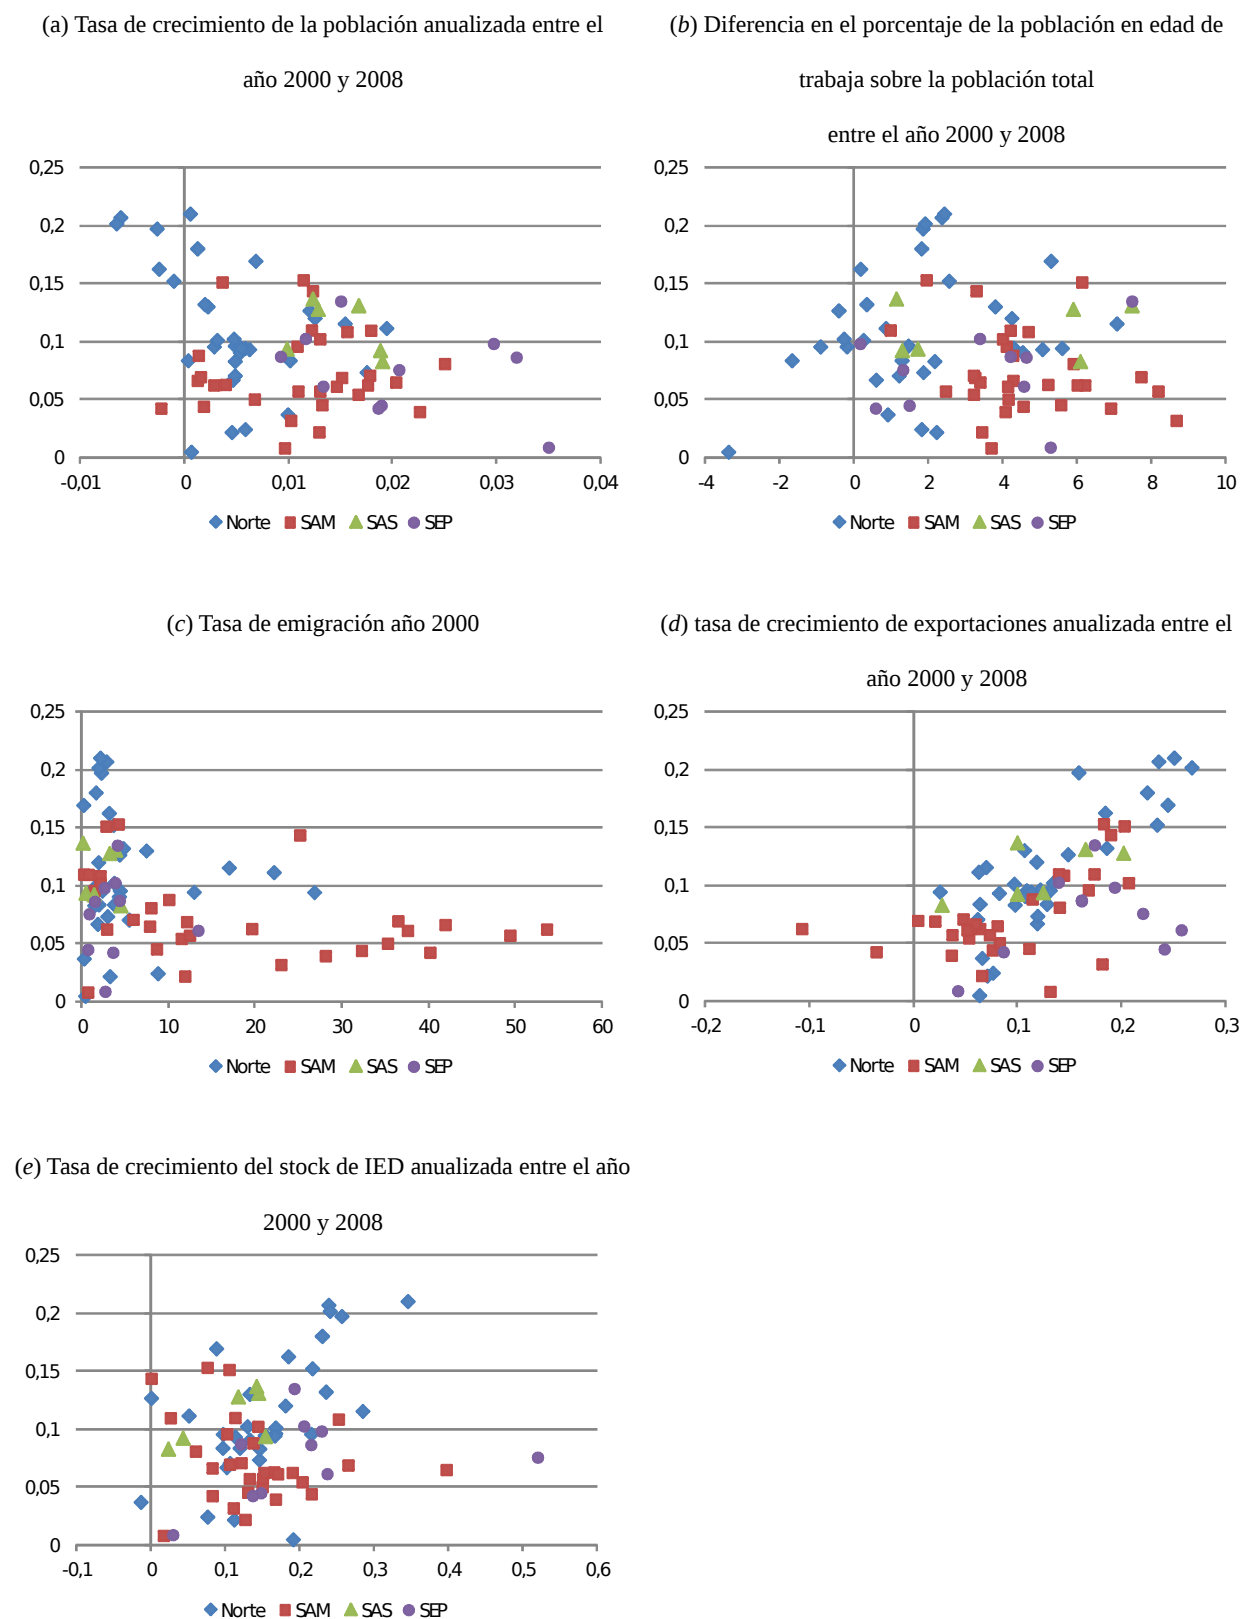 (a) Tasa de crecimiento de la población anualizada entre el
año 2000 y 2008
0,25
0,2
0,15
0,1
0,05
0
-0,01 0 0,01 0,02 0,03 0,04
Norte SAM SAS SEP
(b) Diferencia en el porcentaje de la población en edad de
trabaja sobre la población total
entre el año 2000 y 2008
0,25
0,2
0,15
0,1
0,05
0
-4 -2 0 2 4 6 8 10
Norte SAM SAS SEP
(c) Tasa de emigración año 2000
0,25
0,2
0,15
0,1
0,05
0
0 10 20 30 40 50 60
Norte SAM SAS SEP
(d) tasa de crecimiento de exportaciones anualizada entre el
año 2000 y 2008
0,25
0,2
0,15
0,1
0,05
0
-0,2 -0,1 0 0,1 0,2 0,3
Norte SAM SAS SEP
(e) Tasa de crecimiento del stock de IED anualizada entre el año
2000 y 2008
0,25
0,2
0,15
0,1
0,05
0
-0,1 0 0,1 0,2 0,3 0,4 0,5 0,6
Norte SAM SAS SEP